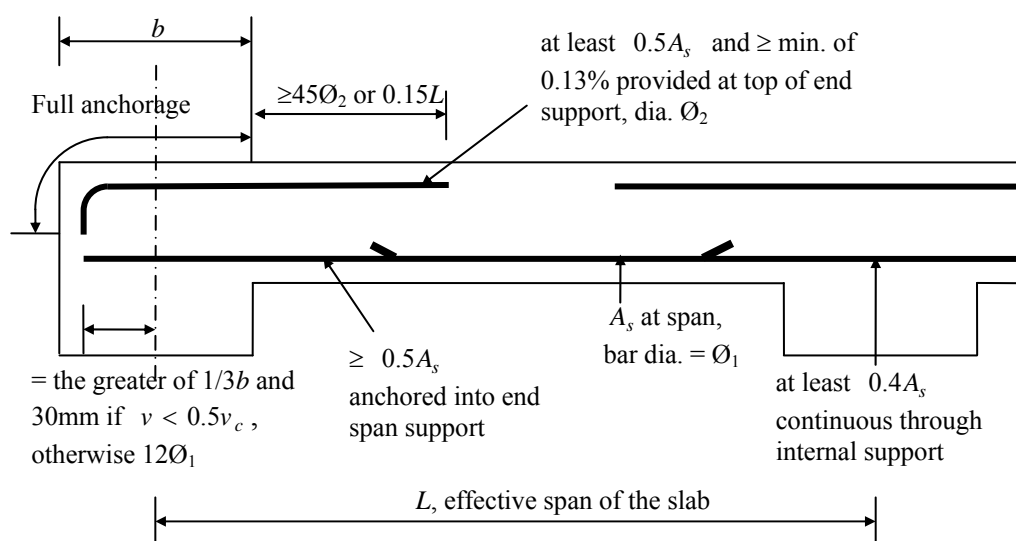 b
at least 0.5Aₛ and ≥ min. of
0.13% provided at top of end
support, dia. Ø₂
Full anchorage
≥45Ø₂ or 0.15L
= the greater of 1/3b and
30mm if v < 0.5v_c ,
otherwise 12Ø₁
≥ 0.5Aₛ
anchored into end
span support
Aₛ at span,
bar dia. = Ø₁
at least 0.4Aₛ
continuous through
internal support
L, effective span of the slab